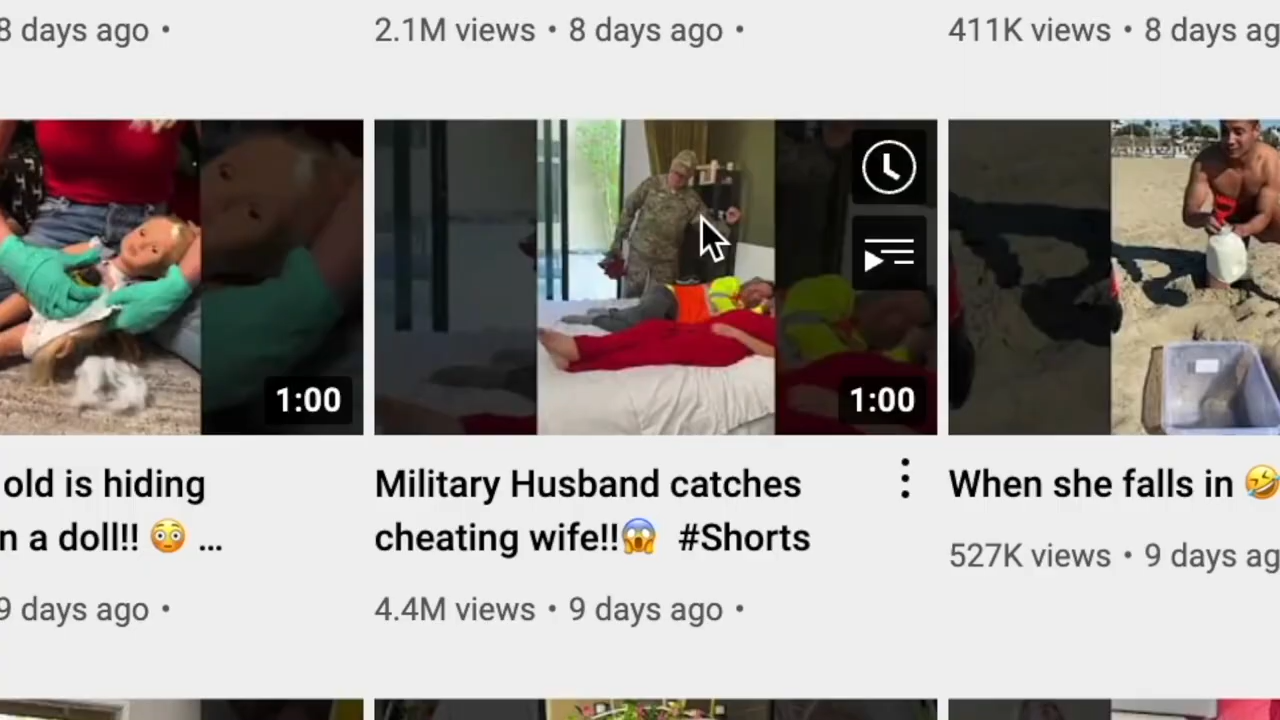 8 days ago •
2.1M views • 8 days ago •
411K views • 8 days ag
1:00
1:00
old is hiding
n a doll!! 😳 ...
9 days ago •
Military Husband catches
cheating wife!!😱 #Shorts
4.4M views • 9 days ago •
When she falls in 🤣
527K views • 9 days ag